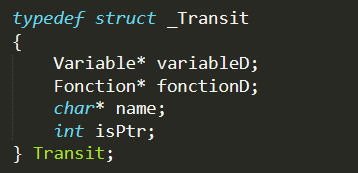 typedef struct _Transit
{
    Variable* variableD;
    Fonction* fonctionD;
    char* name;
    int isPtr;
} Transit;